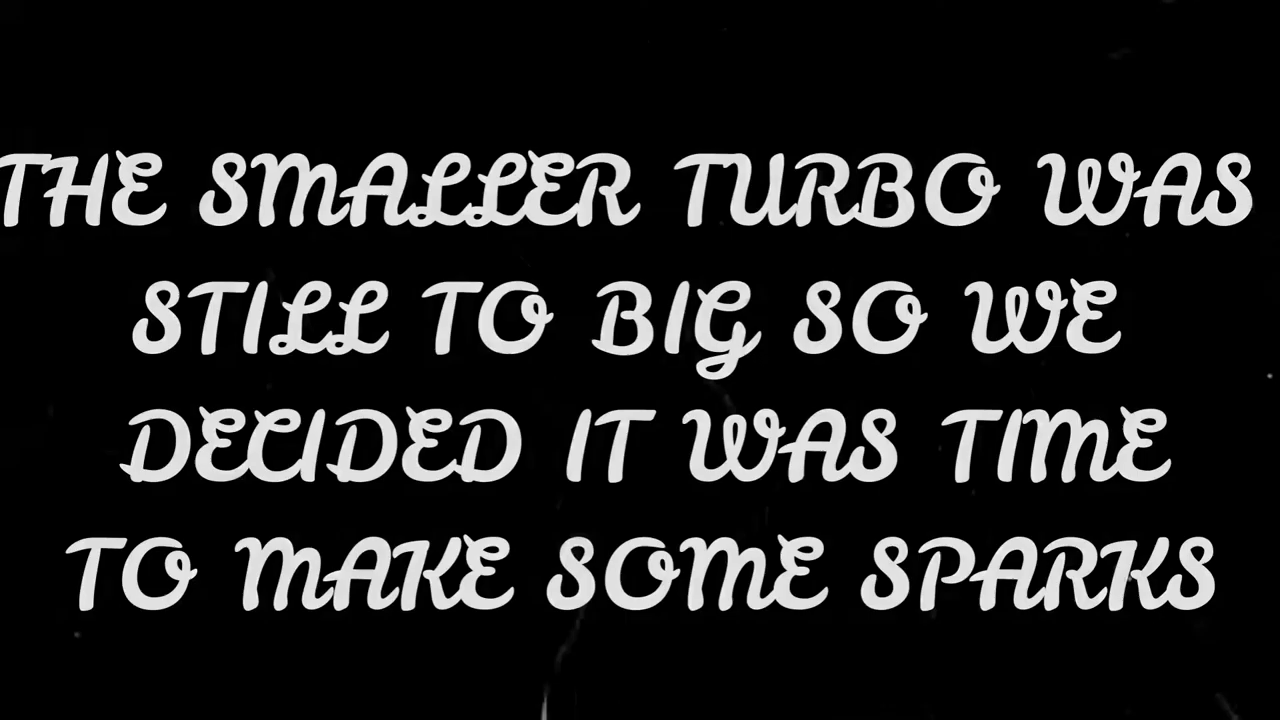 THE SMALLER TURBO WAS
STILL TO BIG SO WE
DECIDED IT WAS TIME
TO MAKE SOME SPARKS